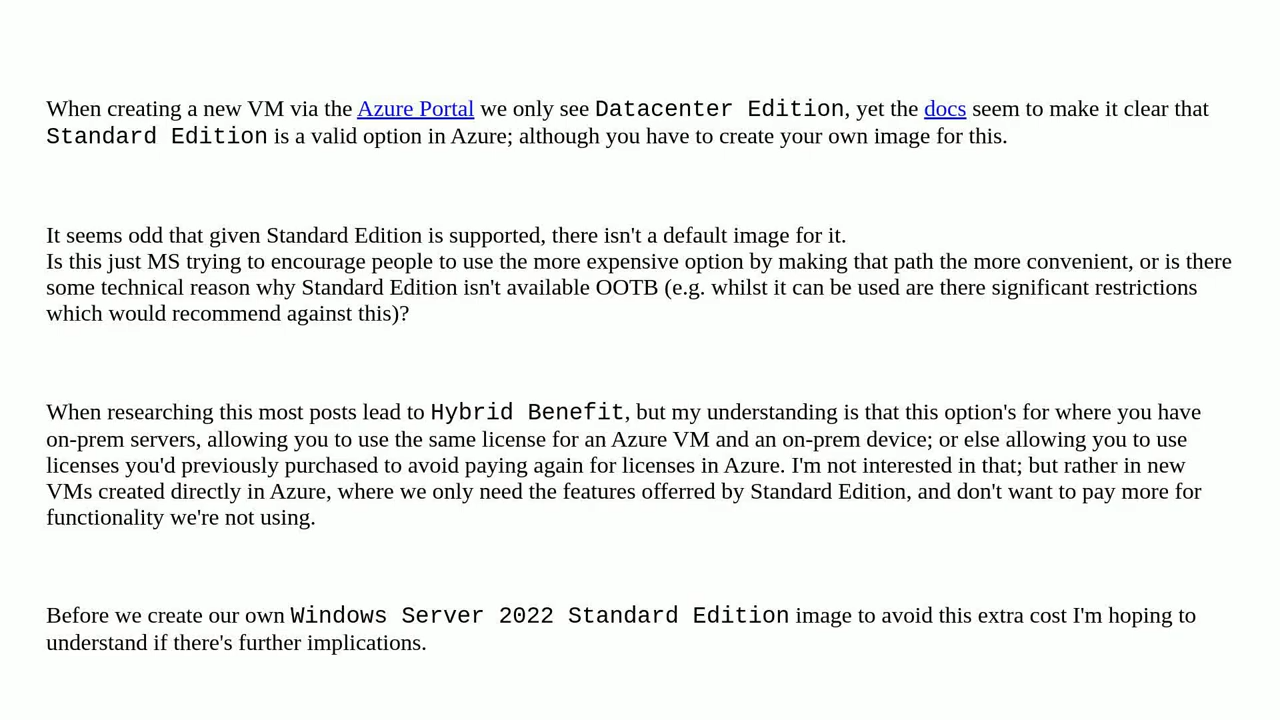 When creating a new VM via the Azure Portal we only see Datacenter Edition, yet the docs seem to make it clear that
Standard Edition is a valid option in Azure; although you have to create your own image for this.
It seems odd that given Standard Edition is supported, there isn't a default image for it.
Is this just MS trying to encourage people to use the more expensive option by making that path the more convenient, or is there
some technical reason why Standard Edition isn't available OOTB (e.g. whilst it can be used are there significant restrictions
which would recommend against this)?
When researching this most posts lead to Hybrid Benefit, but my understanding is that this option's for where you have
on-prem servers, allowing you to use the same license for an Azure VM and an on-prem device; or else allowing you to use
licenses you'd previously purchased to avoid paying again for licenses in Azure. I'm not interested in that; but rather in new
VMs created directly in Azure, where we only need the features offerred by Standard Edition, and don't want to pay more for
functionality we're not using.
Before we create our own Windows Server 2022 Standard Edition image to avoid this extra cost I'm hoping to
understand if there's further implications.